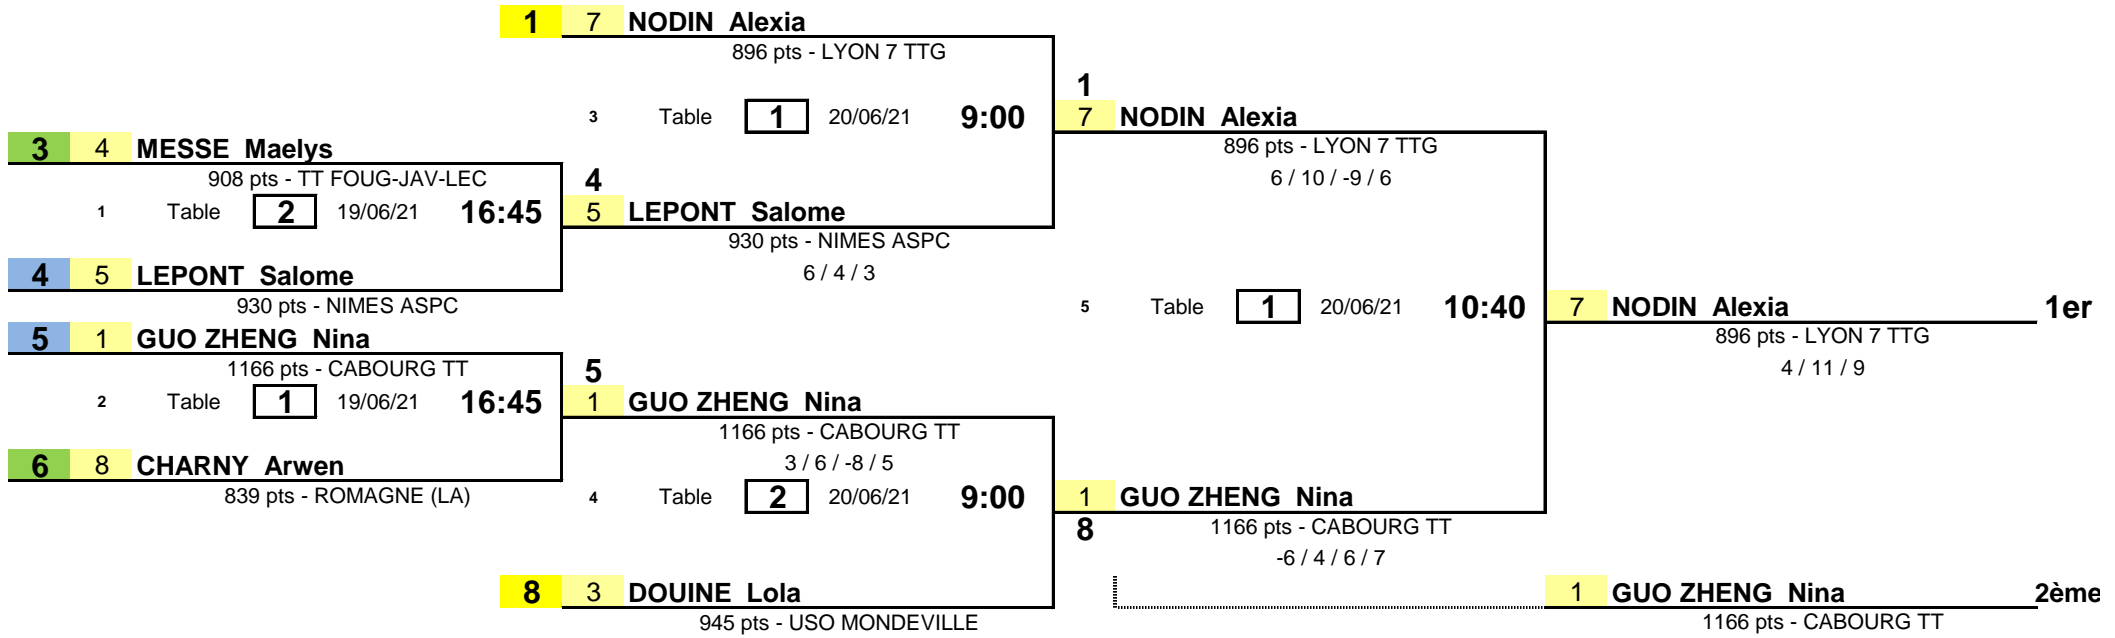 1 7 NODIN Alexia
896 pts - LYON 7 TTG
1
3 Table 1 20/06/21 9:00 7 NODIN Alexia
3 4 MESSE Maelys 896 pts - LYON 7 TTG
908 pts - TT FOUG-JAV-LEC 4 6 / 10 / -9 / 6
1 Table 2 19/06/21 16:45 5 LEPONT Salome
930 pts - NIMES ASPC
4 5 LEPONT Salome 6 / 4 / 3
930 pts - NIMES ASPC 5 Table 1 20/06/21 10:40 7 NODIN Alexia 1er
5 1 GUO ZHENG Nina 896 pts - LYON 7 TTG
1166 pts - CABOURG TT 5 4 / 11 / 9
2 Table 1 19/06/21 16:45 1 GUO ZHENG Nina
1166 pts - CABOURG TT
6 8 CHARNY Arwen 3 / 6 / -8 / 5
839 pts - ROMAGNE (LA) 4 Table 2 20/06/21 9:00 1 GUO ZHENG Nina
8 1166 pts - CABOURG TT
-6 / 4 / 6 / 7
8 3 DOUINE Lola 1 GUO ZHENG Nina 2ème
945 pts - USO MONDEVILLE 1166 pts - CABOURG TT